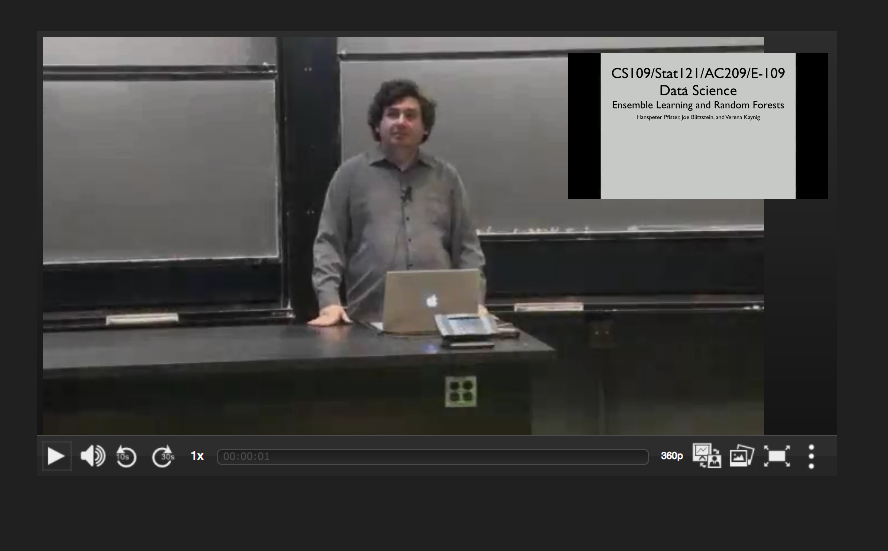 CS109/Stat121/AC209/E-109
Data Science
Ensemble Learning and Random Forests
Hanspeter Pfister, Joe Blitzstein, and Verena Kaynig
10s
30s
1x
00:00:01
360p